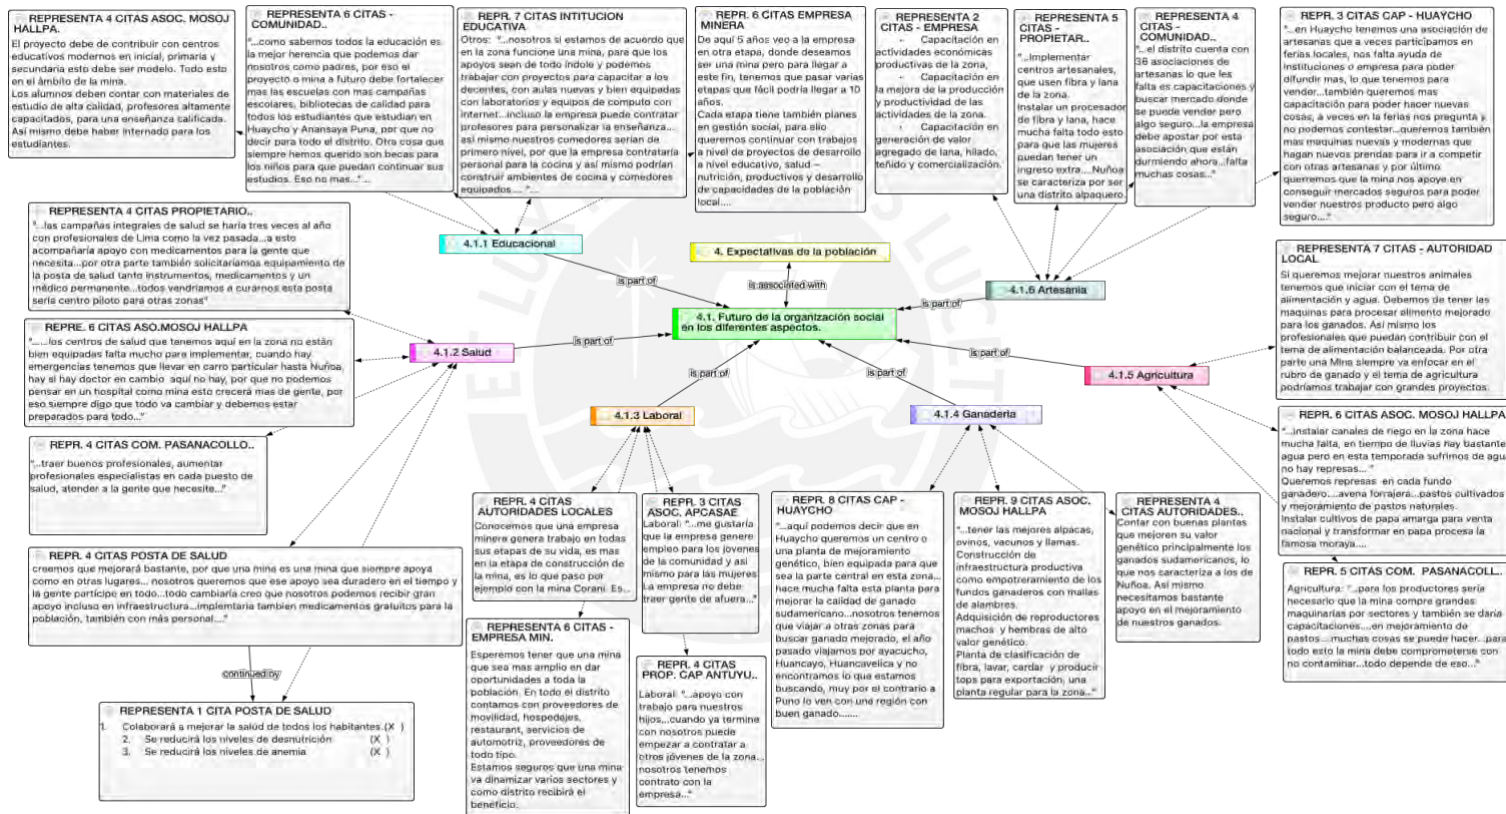 REPRESENTA 4 CITAS ASOC. MOSOJ
HALLPA.
El proyecto debe de contribuir con centros
educativos modernos en inicial, primaria y
secundaria esto debe ser modelo. Todo esto
en el ámbito de la mina.
Los alumnos deben contar con materiales de
estudio de alta calidad, profesores altamente
capacitados, para una enseñanza calificada.
Así mismo debe haber internado para los
estudiantes.
REPRESENTA 6 CITAS -
COMUNIDAD..
"...como sabemos todos la educación es
la mejor herencia que podemos dar
nosotros como padres, por eso el
proyecto o mina a futuro debe fortalecer
mas las escuelas con mas campañas
escolares, bibliotecas de calidad para
todos los estudiantes que estudian en
Huaycho y Anansaya Puna, por que no
decir para todo el distrito. Otra cosa que
siempre hemos querido son becas para
los niños para que puedan continuar sus
estudios. Eso no mas..."...
REPR. 7 CITAS INTITUCION
EDUCATIVA
Otros: "...nosotros si estamos de acuerdo que
en la zona funcione una mina, para que los
apoyos sean de todo índole y podemos
trabajar con proyectos para capacitar a los
decentes, con aulas nuevas y bien equipadas
con laboratorios y equipos de computo con
internet...incluso la empresa puede contratar
profesores para personalizar la enseñanza...
así mismo nuestros comedores serían de
primero nivel, por que la empresa contrataría
personal para la cocina y así mismo podrían
construir ambientes de cocina y comedores
equipados....."...
REPR. 6 CITAS EMPRESA
MINERA
De aquí 5 años veo a la empresa
en otra etapa, donde deseamos
ser una mina pero para llegar a
este fin, tenemos que pasar varias
etapas que fácil podría llegar a 10
años.
Cada etapa tiene también planes
en gestión social, para ello
queremos continuar con trabajos
a nivel de proyectos de desarrollo
a nivel educativo, salud –
nutrición, productivos y desarrollo
de capacidades de la población
local....
REPRESENTA 2
CITAS - EMPRESA
- Capacitación en
actividades económicas
productivas de la zona,
- Capacitación en
la mejora de la producción
y productividad de las
actividades de la zona.
- Capacitación en
generación de valor
agregado de lana, hilado,
teñido y comercialización.
REPRESENTA 5
CITAS -
PROPIETAR..
"...Implementar
centros artesanales,
que usen fibra y lana
de la zona.
Instalar un procesador
de fibra y lana, hace
mucha falta todo esto
para que las mujeres
puedan tener un
ingreso extra....Nuñoa
se caracteriza por ser
una distrito alpaquero.
REPRESENTA 4
CITAS -
COMUNIDAD..
"...el distrito cuenta con
36 asociaciones de
artesanas lo que les
falta es capacitaciones y
buscar mercado donde
se puede vender pero
algo seguro...la empresa
debe apostar por esta
asociación que están
durmiendo ahora...falta
muchas cosas..."
REPR. 3 CITAS CAP - HUAYCHO
"...en Huaycho tenemos una asociación de
artesanas que a veces participamos en
ferias locales, nos falta ayuda de
instituciones o empresa para poder
difundir mas, lo que tenemos para
vender...también queremos mas
capacitación para poder hacer nuevas
cosas, a veces en la ferias nos pregunta y
no podemos contestar...queremos también
mas maquinas nuevas y modernas que
hagan nuevos prendas para ir a competir
con otras artesanas y por último
querremos que la mina nos apoye en
conseguir mercados seguros para poder
vender nuestros producto pero algo
seguro...."
REPRESENTA 4 CITAS PROPIETARIO..
"...las campañas integrales de salud se haría tres veces al año
con profesionales de Lima como la vez pasada...a esto
acompañaría apoyo con medicamentos para la gente que
necesita...por otra parte también solicitaríamos equipamiento de
la posta de salud tanto instrumentos, medicamentos y un
médico permanente...todos vendríamos a curarnos esta posta
sería centro piloto para otras zonas"
4.1.1 Educacional
4. Expectativas de la población
is part of
is associated with
4.1.6 Artesania
is part of
4.1. Futuro de la organización social
en los diferentes aspectos.
REPRESENTA 7 CITAS - AUTORIDAD
LOCAL
Si queremos mejorar nuestros animales
tenemos que iniciar con el tema de
alimentación y agua. Debemos de tener las
maquinas para procesar alimento mejorado
para los ganados. Así mismo los
profesionales que puedan contribuir con el
tema de alimentación balanceada. Por otra
parte una Mina siempre va enfocar en el
rubro de ganado y el tema de agricultura
podríamos trabajar con grandes proyectos.
REPRE. 6 CITAS ASO.MOSOJ HALLPA
"......los centros de salud que tenemos aquí en la zona no están
bien equipadas falta mucho para implementar, cuando hay
emergencias tenemos que llevar en carro particular hasta Nuñoa,
hay si hay doctor en cambio aquí no hay, por que no podemos
pensar en un hospital como mina esto crecerá mas de gente, por
eso siempre digo que todo va cambiar y debemos estar
preparados para todo..."
4.1.2 Salud
is part of
is part of
is part of
is part of
4.1.5 Agricultura
4.1.3 Laboral
4.1.4 Ganaderia
REPR. 6 CITAS ASOC. MOSOJ HALLPA
"...instalar canales de riego en la zona hace
mucha falta, en tiempo de lluvias hay bastante
agua pero en esta temporada sufrimos de agua
no hay represas... "
Queremos represas en cada fundo
ganadero....avena forrajera....pastos cultivados
y mejoramiento de pastos naturales.
Instalar cultivos de papa amarga para venta
nacional y transformar en papa procesa la
famosa moraya....
REPR. 4 CITAS COM. PASANACOLLO..
"...traer buenos profesionales, aumentar
profesionales especialistas en cada puesto de
salud, atender a la gente que necesite..."
REPR. 4 CITAS POSTA DE SALUD
creemos que mejorará bastante, por que una mina es una mina que siempre apoya
como en otras lugares... nosotros queremos que ese apoyo sea duradero en el tiempo y
la gente participe en todo...todo cambiaría creo que nosotros podemos recibir gran
apoyo incluso en infraestructura...implemtaria tambien medicamentos gratuitos para la
población, también con más personal...."
REPR. 4 CITAS
AUTORIDADES LOCALES
Conocemos que una empresa
minere genera trabajo en todas
sus etapas de su vida, es mas
en la etapa de construcción de
la mina, es lo que paso por
ejemplo con la mina Corani. Es...
REPR. 3 CITAS
ASOC. APCASAE
Laboral: "...me gustaría
que la empresa genere
empleo para los jovenes
de la comunidad y así
mismo para las mujeres
La empresa no debe
traer gente de afuera..."
REPR. 8 CITAS CAP -
HUAYCHO
"...aquí podemos decir que en
Huaycho queremos un centro o
una planta de mejoramiento
genético, bien equipada para que
sea la parte central en esta zona...
hace mucha falta esta planta para
mejorar la calidad de ganado
sudamericano...nosotros tenemos
que viajar a otras zonas para
buscar ganado mejorado, el año
pasado viajamos por ayacucho,
Huancayo, Huancavelica y no
encontramos lo que estamos
buscando, muy por el contrario a
Puno lo ven con una región con
buen ganado.......
REPR. 9 CITAS ASOC.
MOSOJ HALLPA
"...tener las mejores alpacas,
ovinos, vacunos y llamas.
Construcción de
infraestructura productiva
como empotreramiento de los
fundos ganaderos con mallas
de alambres.
Adquisición de reproductores
machos y hembras de alto
valor genético.
Planta de clasificación de
fibra, lavar, cardar y producir
tops para exportación, una
planta regular para la zona..."
REPRESENTA 4
CITAS AUTORIDADES..
Contar con buenas plantas
que mejoren su valor
genético principalmente los
ganados sudamericanos, lo
que nos caracteriza a los de
Nuñoa. Así mismo
necesitamos bastante
apoyo en el mejoramiento
de nuestros ganados.
REPR. 5 CITAS COM. PASANACOLL..
Agricultura: "...para los productores sería
necesario que la mina compre grandes
maquinarias por sectores y también se daría
capacitaciones....en mejoramiento de
pastos....muchas cosas se puede hacer...para
todo esto la mina debe comprometerse con
no contaminar...todo depende de eso..."
continued by
REPRESENTA 1 CITA POSTA DE SALUD
1. Colaborará a mejorar la salud de todos los habitantes.(X )
2. Se reducirá los niveles de desnutrición (X )
3. Se reducirá los niveles de anemia (X )
REPRESENTA 6 CITAS -
EMPRESA MIN.
Esperemos tener que una mina
que sea mas amplio en dar
oportunidades a toda la
población. En todo el distrito
contamos con proveedores de
movilidad, hospedajes,
restaurant, servicios de
automotriz, proveedores de
todo tipo.
Estamos seguros que una mina
va dinamizar varios sectores y
como distrito recibirá el
beneficio.
REPR. 4 CITAS
PROP. CAP ANTUYU..
Laboral: "...apoyo con
trabajo para nuestros
hijos...cuando ya termine
con nosotros puede
empezar a contratar a
otros jóvenes de la zona...
nosotros tenemos
contrato con la
empresa..."